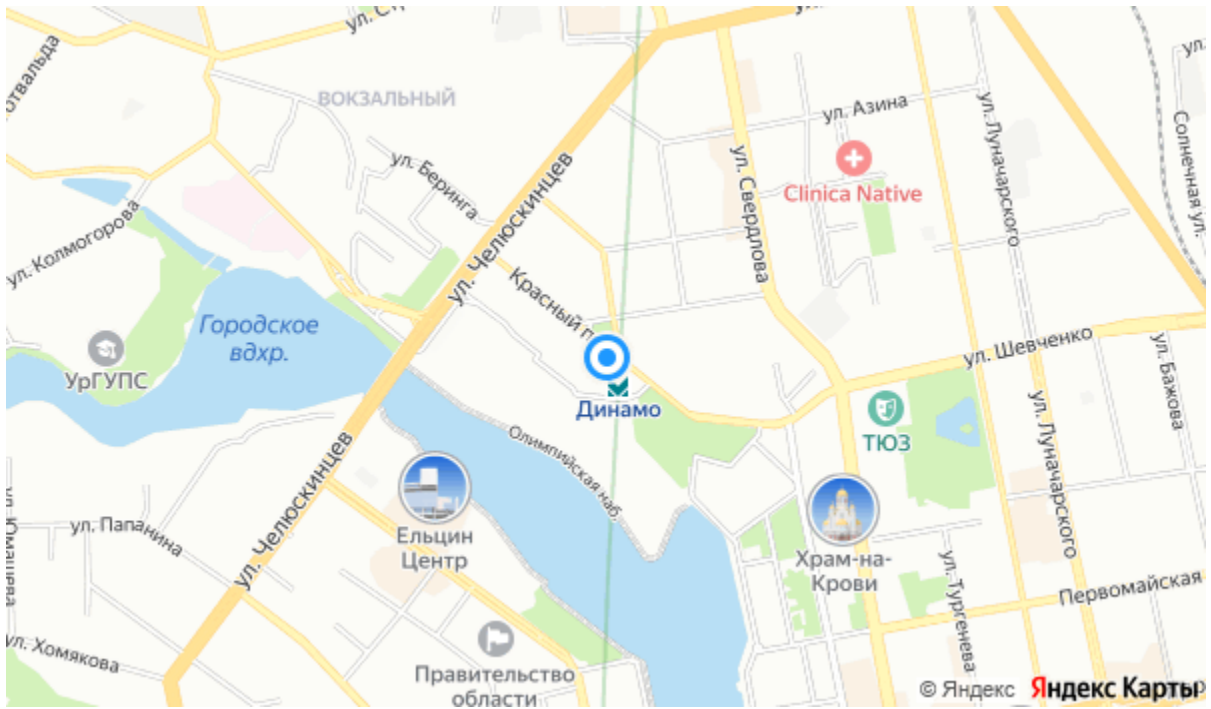 отвальда
ул. Ст
ВОКЗАЛЬНЫЙ
ул.
ул. Азина
ул. Луначарского
Солнечная ул.
ул. Беринга
ул. Челюскинцев
ул. Свердлова
Clinica Native
ул. Колмогорова
Красный п
Городское
вдхр.
УрГУПС
ул. Шевченко
ул. Бажова
Динамо
ТЮЗ
ул. Луначарского
Олимпийская наб.
ул. Челюскинцев
Ельцин
Центр
ул. Папанина
Храм-на-
Крови
ул. Тургенева
Первомайская
ул. Хомякова
Правительство
области
© Яндекс Яндекс Карты